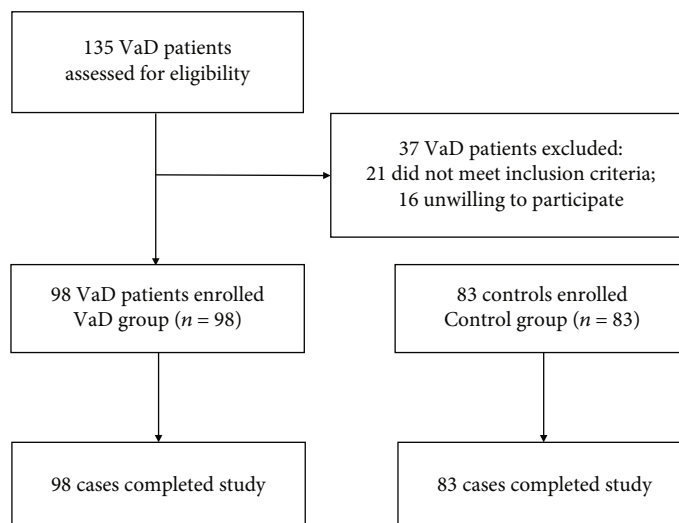 135 VaD patients
assessed for eligibility
37 VaD patients excluded:
21 did not meet inclusion criteria;
16 unwilling to participate
98 VaD patients enrolled
VaD group (n = 98)
83 controls enrolled
Control group (n = 83)
98 cases completed study
83 cases completed study